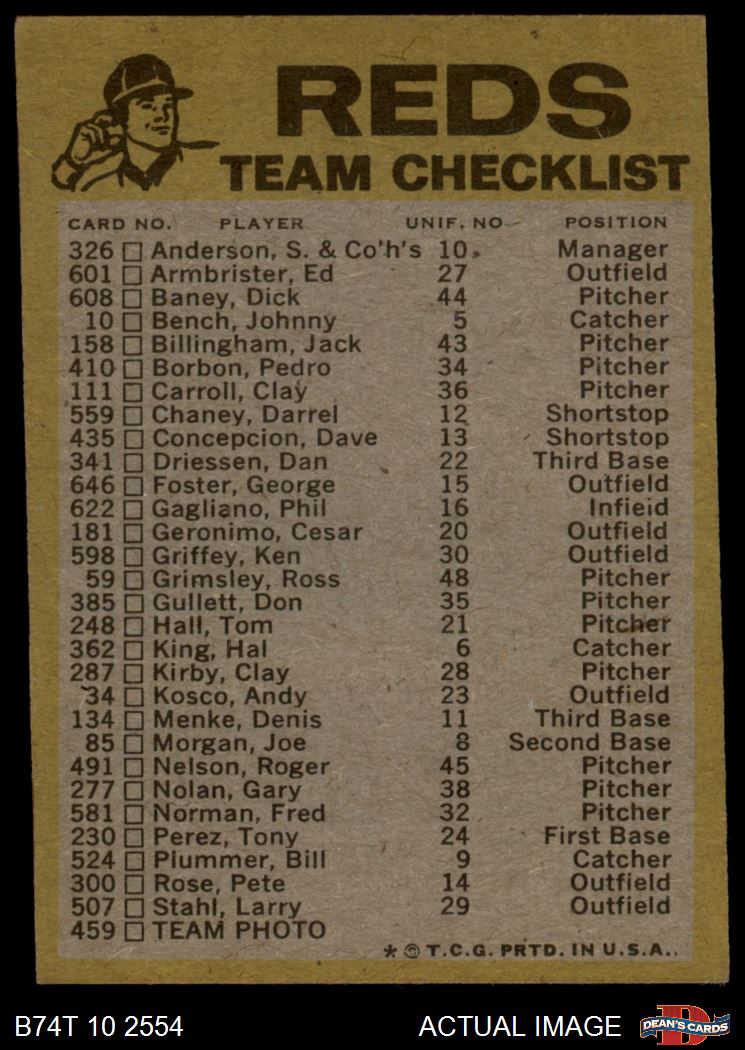 REDS
TEAM CHECKLIST
CARD NO. PLAYER UNIF. NO POSITION
326 Anderson, S. & Co'h's 10 Manager
601 Armbrister, Ed 27 Outfield
608 Baney, Dick 44 Pitcher
10 Bench, Johnny 5 Catcher
158 Billingham, Jack 43 Pitcher
410 Borbon, Pedro 34 Pitcher
111 Carroll, Clay 36 Pitcher
559 Chaney, Darrel 12 Shortstop
435 Concepcion, Dave 13 Shortstop
341 Driessen, Dan 22 Third Base
646 Foster, George 15 Outfield
622 Gagliano, Phil 16 Infieid
181 Geronimo, Cesar 20 Outfield
598 Griffey, Ken 30 Outfield
59 Grimsley, Ross 48 Pitcher
385 Gullett, Don 35 Pitcher
248 Hall, Tom 21 Pitcher
362 King, Hal 6 Catcher
287 Kirby, Clay 28 Pitcher
34 Kosco, Andy 23 Outfield
134 Menke, Denis 11 Third Base
85 Morgan, Joe 8 Second Base
491 Nelson, Roger 45 Pitcher
277 Nolan, Gary 38 Pitcher
581 Norman, Fred 32 Pitcher
230 Perez, Tony 24 First Base
524 Plummer, Bill 9 Catcher
300 Rose, Pete 14 Outfield
507 Stahl, Larry 29 Outfield
459 TEAM PHOTO
* © T.C.G. PRTD. IN U.S.A.
B74T 10 2554 ACTUAL IMAGE DEAN'S CARDS